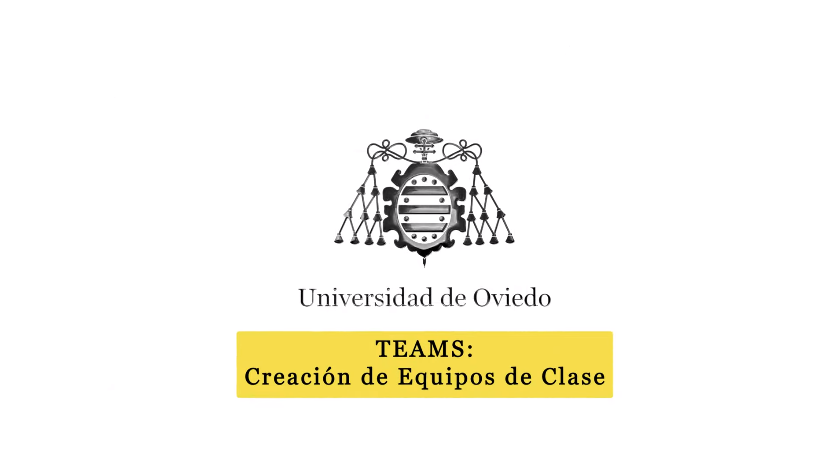 Universidad de Oviedo
TEAMS:
Creación de Equipos de Clase